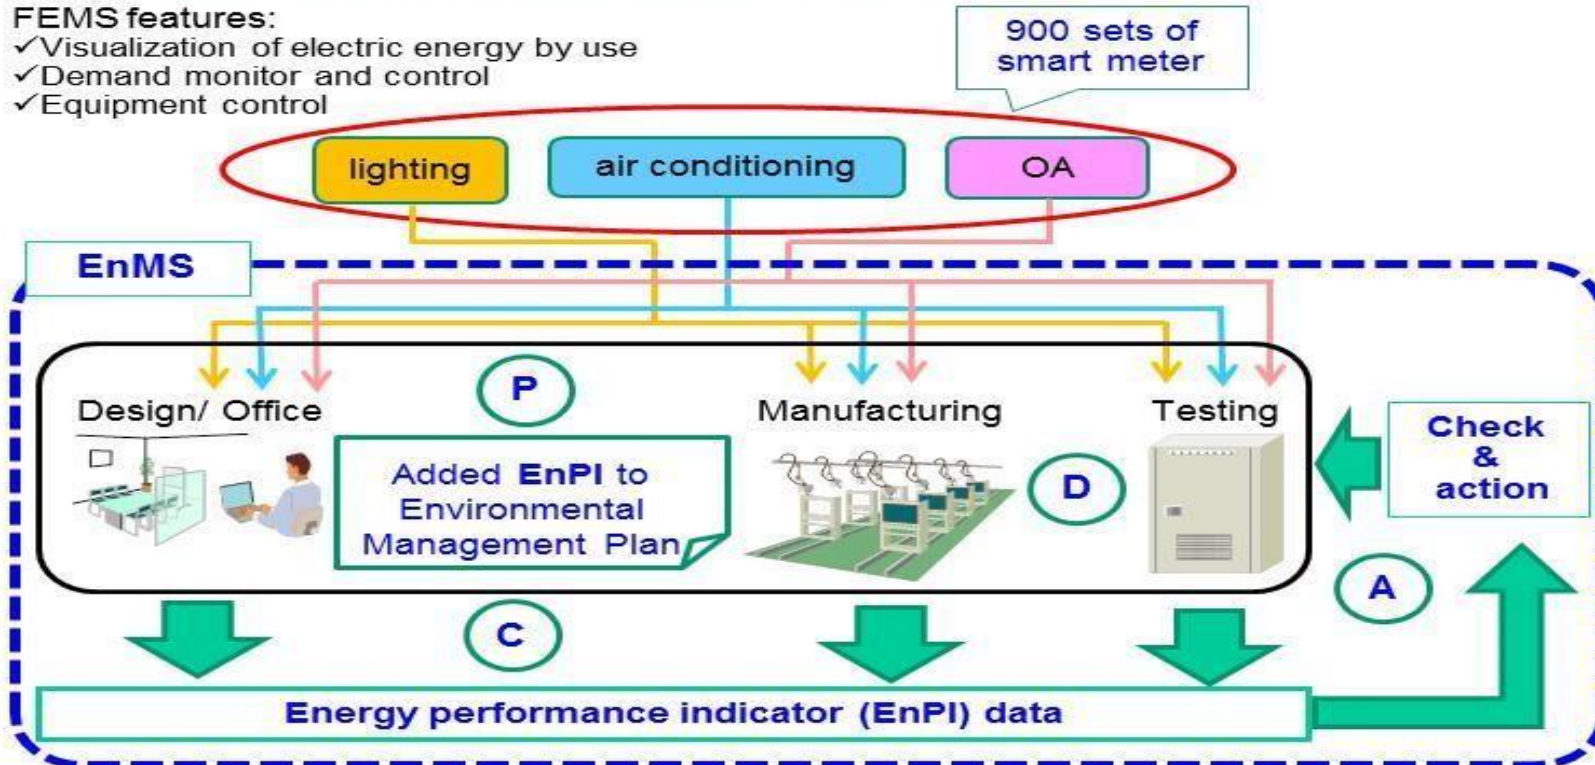 FEMS features:
✓Visualization of electric energy by use
✓Demand monitor and control
✓Equipment control
900 sets of
smart meter
lighting
air conditioning
OA
EnMS
P
Design/ Office
Manufacturing
Testing
Added EnPI to
Environmental
Management Plan
D
Check
&
action
A
C
Energy performance indicator (EnPI) data